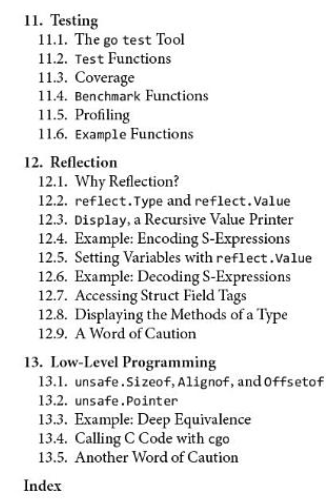 11. Testing
11.1. The go test Tool
11.2. Test Functions
11.3. Coverage
11.4. Benchmark Functions
11.5. Profiling
11.6. Example Functions
12. Reflection
12.1. Why Reflection?
12.2. reflect.Type and reflect.Value
12.3. Display, a Recursive Value Printer
12.4. Example: Encoding S-Expressions
12.5. Setting Variables with reflect.Value
12.6. Example: Decoding S-Expressions
12.7. Accessing Struct Field Tags
12.8. Displaying the Methods of a Type
12.9. A Word of Caution
13. Low-Level Programming
13.1. unsafe.Sizeof, Alignof, and Offsetof
13.2. unsafe.Pointer
13.3. Example: Deep Equivalence
13.4. Calling C Code with cgo
13.5. Another Word of Caution
Index